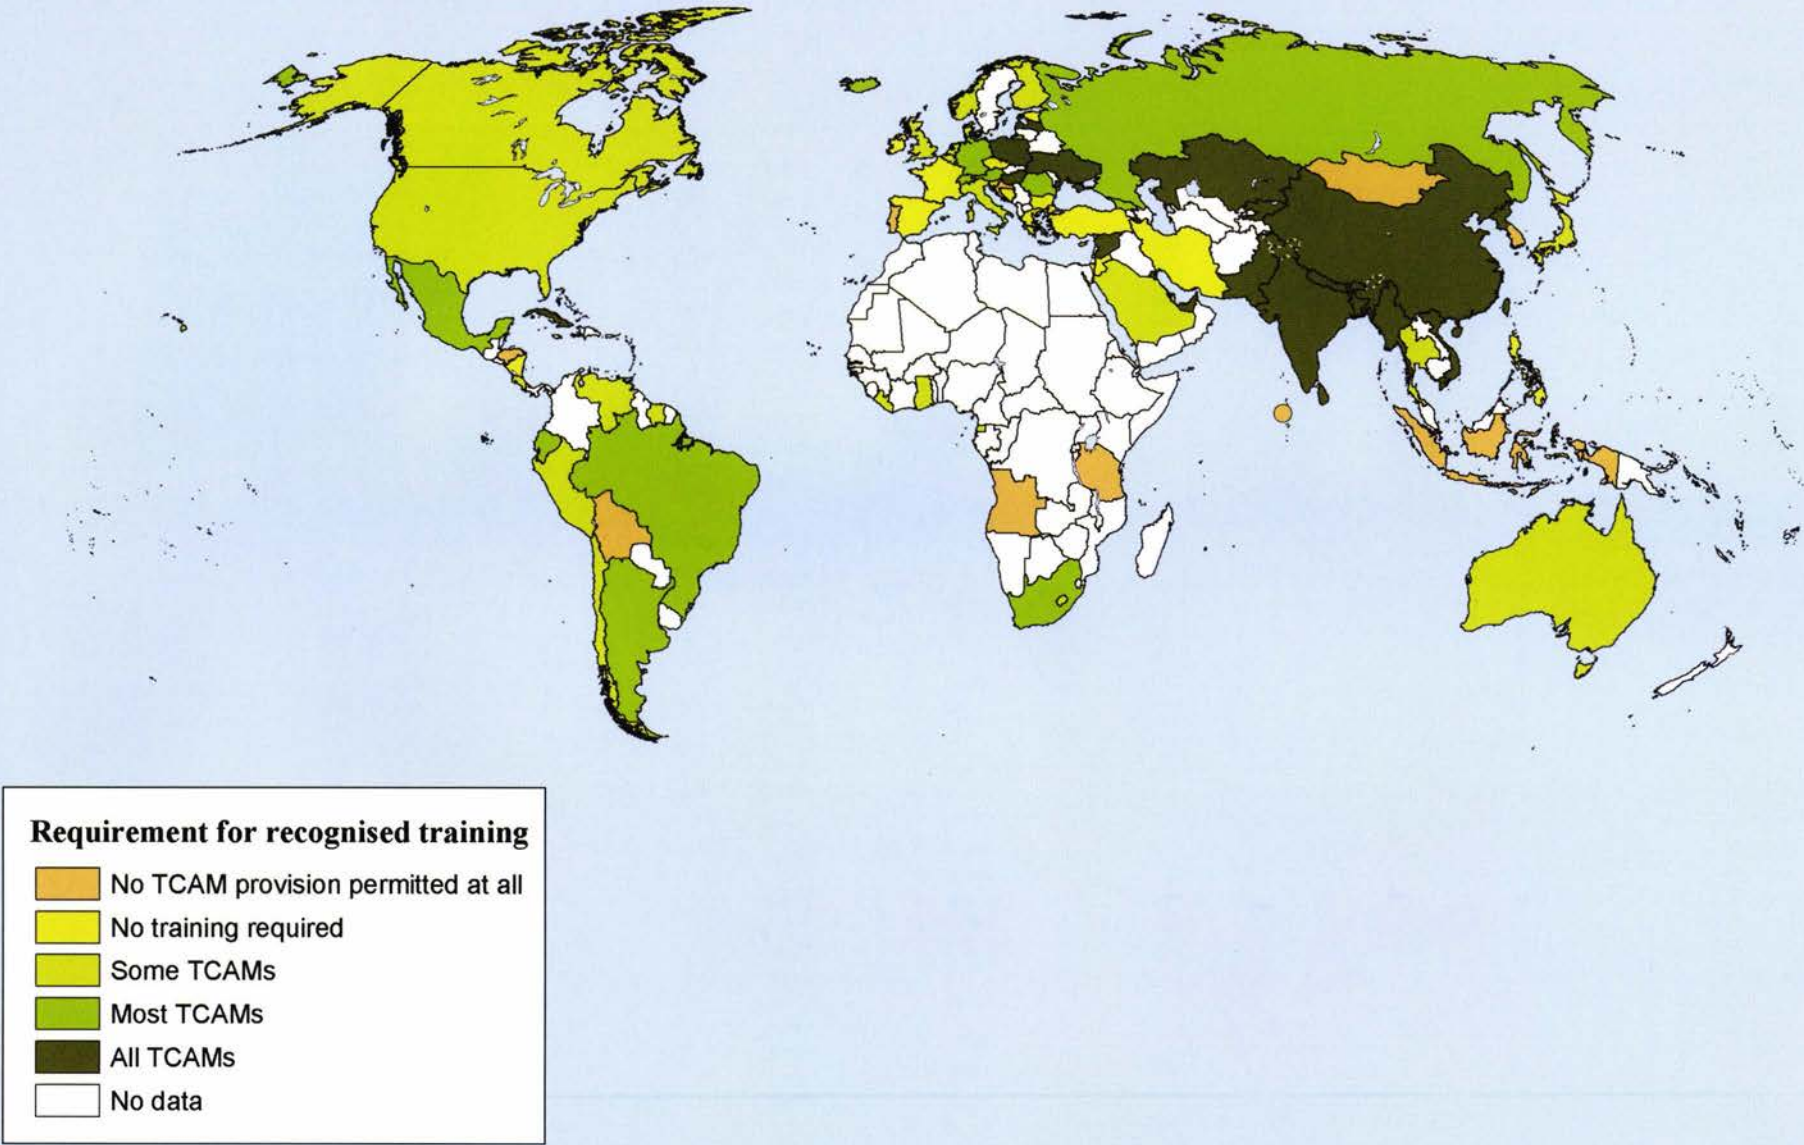 Requirement for recognised training
No TCAM provision permitted at all
No training required
Some TCAMs
Most TCAMs
All TCAMs
No data